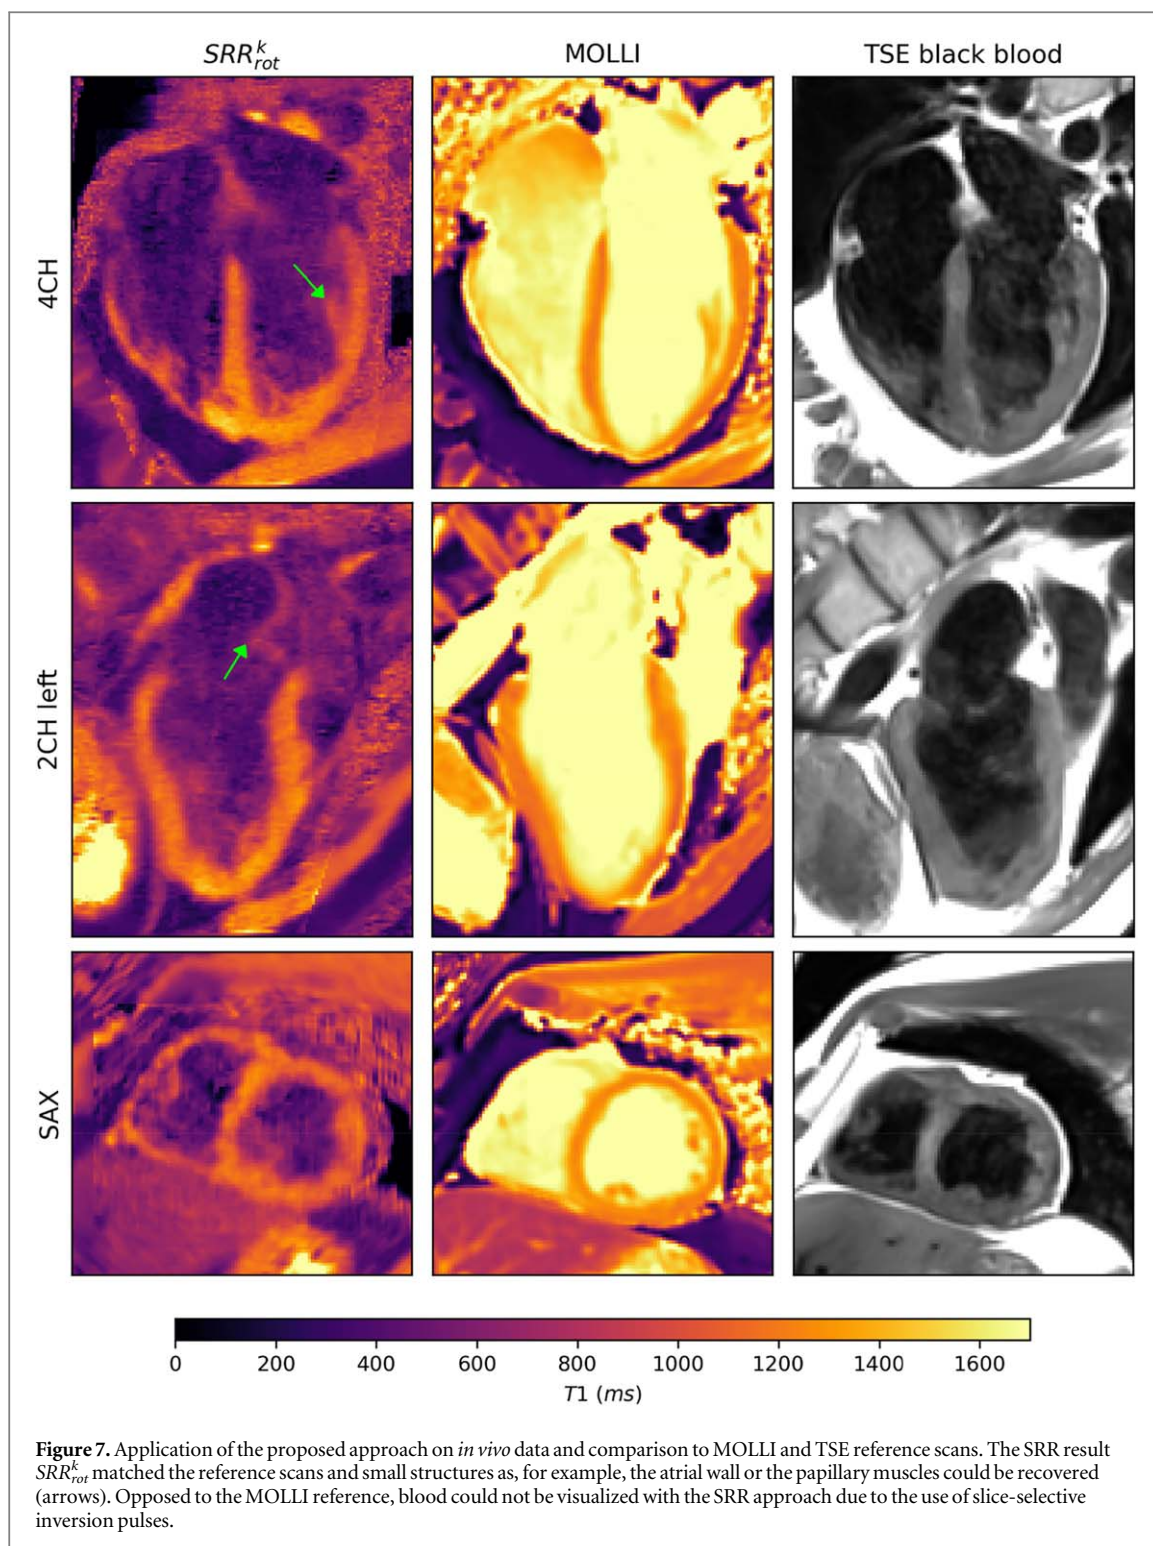 SRR^k_rot MOLLI TSE black blood
4CH
2CH left
SAX
0 200 400 600 800 1000 1200 1400 1600
T1 (ms)
Figure 7. Application of the proposed approach on in vivo data and comparison to MOLLI and TSE reference scans. The SRR result
SRR^k_rot matched the reference scans and small structures as, for example, the atrial wall or the papillary muscles could be recovered
(arrows). Opposed to the MOLLI reference, blood could not be visualized with the SRR approach due to the use of slice-selective
inversion pulses.